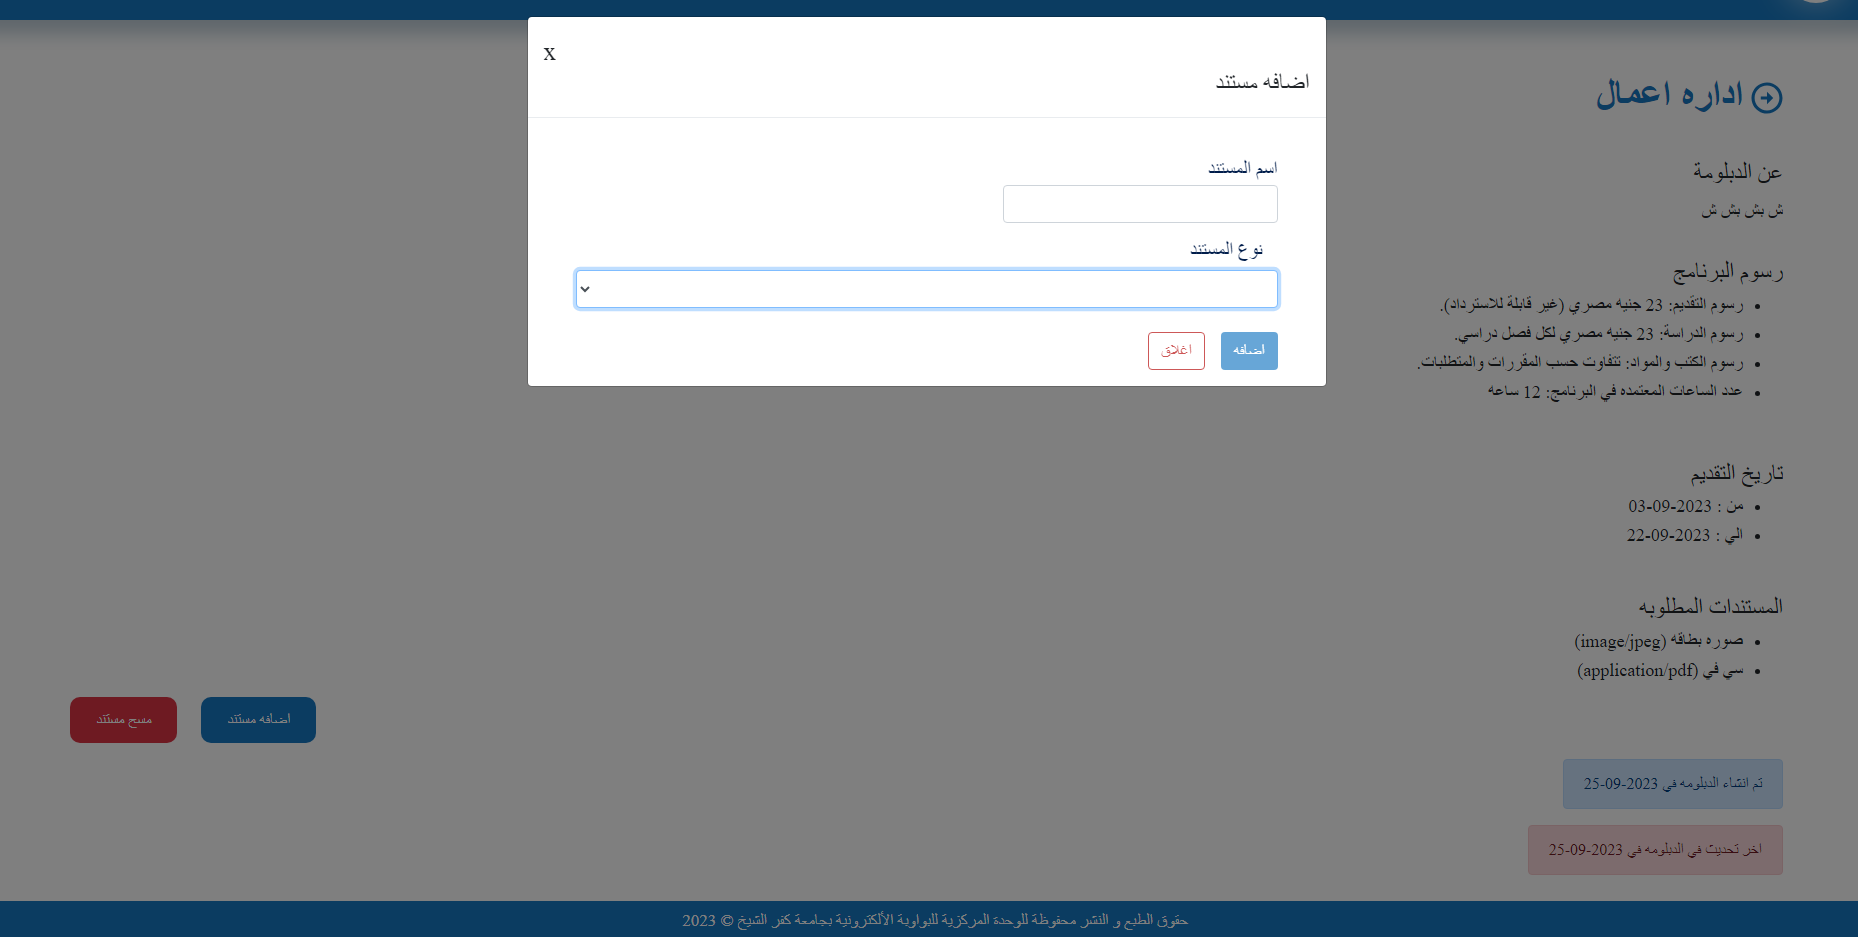 X
اضافه مستند
اسم المستند
نوع المستند
اضافه
اغلاق
اداره اعمال
عن الدبلومة
ش بش بش ش
رسوم البرنامج
رسوم التقديم: 23 جنيه مصري (غير قابلة للاسترداد).
رسوم الدراسة: 23 جنيه مصري لكل فصل دراسي.
رسوم الكتب والمواد: تتفاوت حسب المقررات والمتطلبات.
عدد الساعات المعتمده في البرنامج: 12 ساعه
تاريخ التقديم
من : 2023-09-03
الي : 2023-09-22
المستندات المطلوبه
صوره بطاقه (image/jpeg)
سي في (application/pdf)
اضافه مستند
مسح مستند
تم انشاء الدبلومه في 2023-09-25
اخر تحديث في الدبلومه في 2023-09-25
حقوق الطبع و النشر محفوظة للوحدة المركزية للبواوبة الألكترونية بجامعة كفر الشيخ © 2023